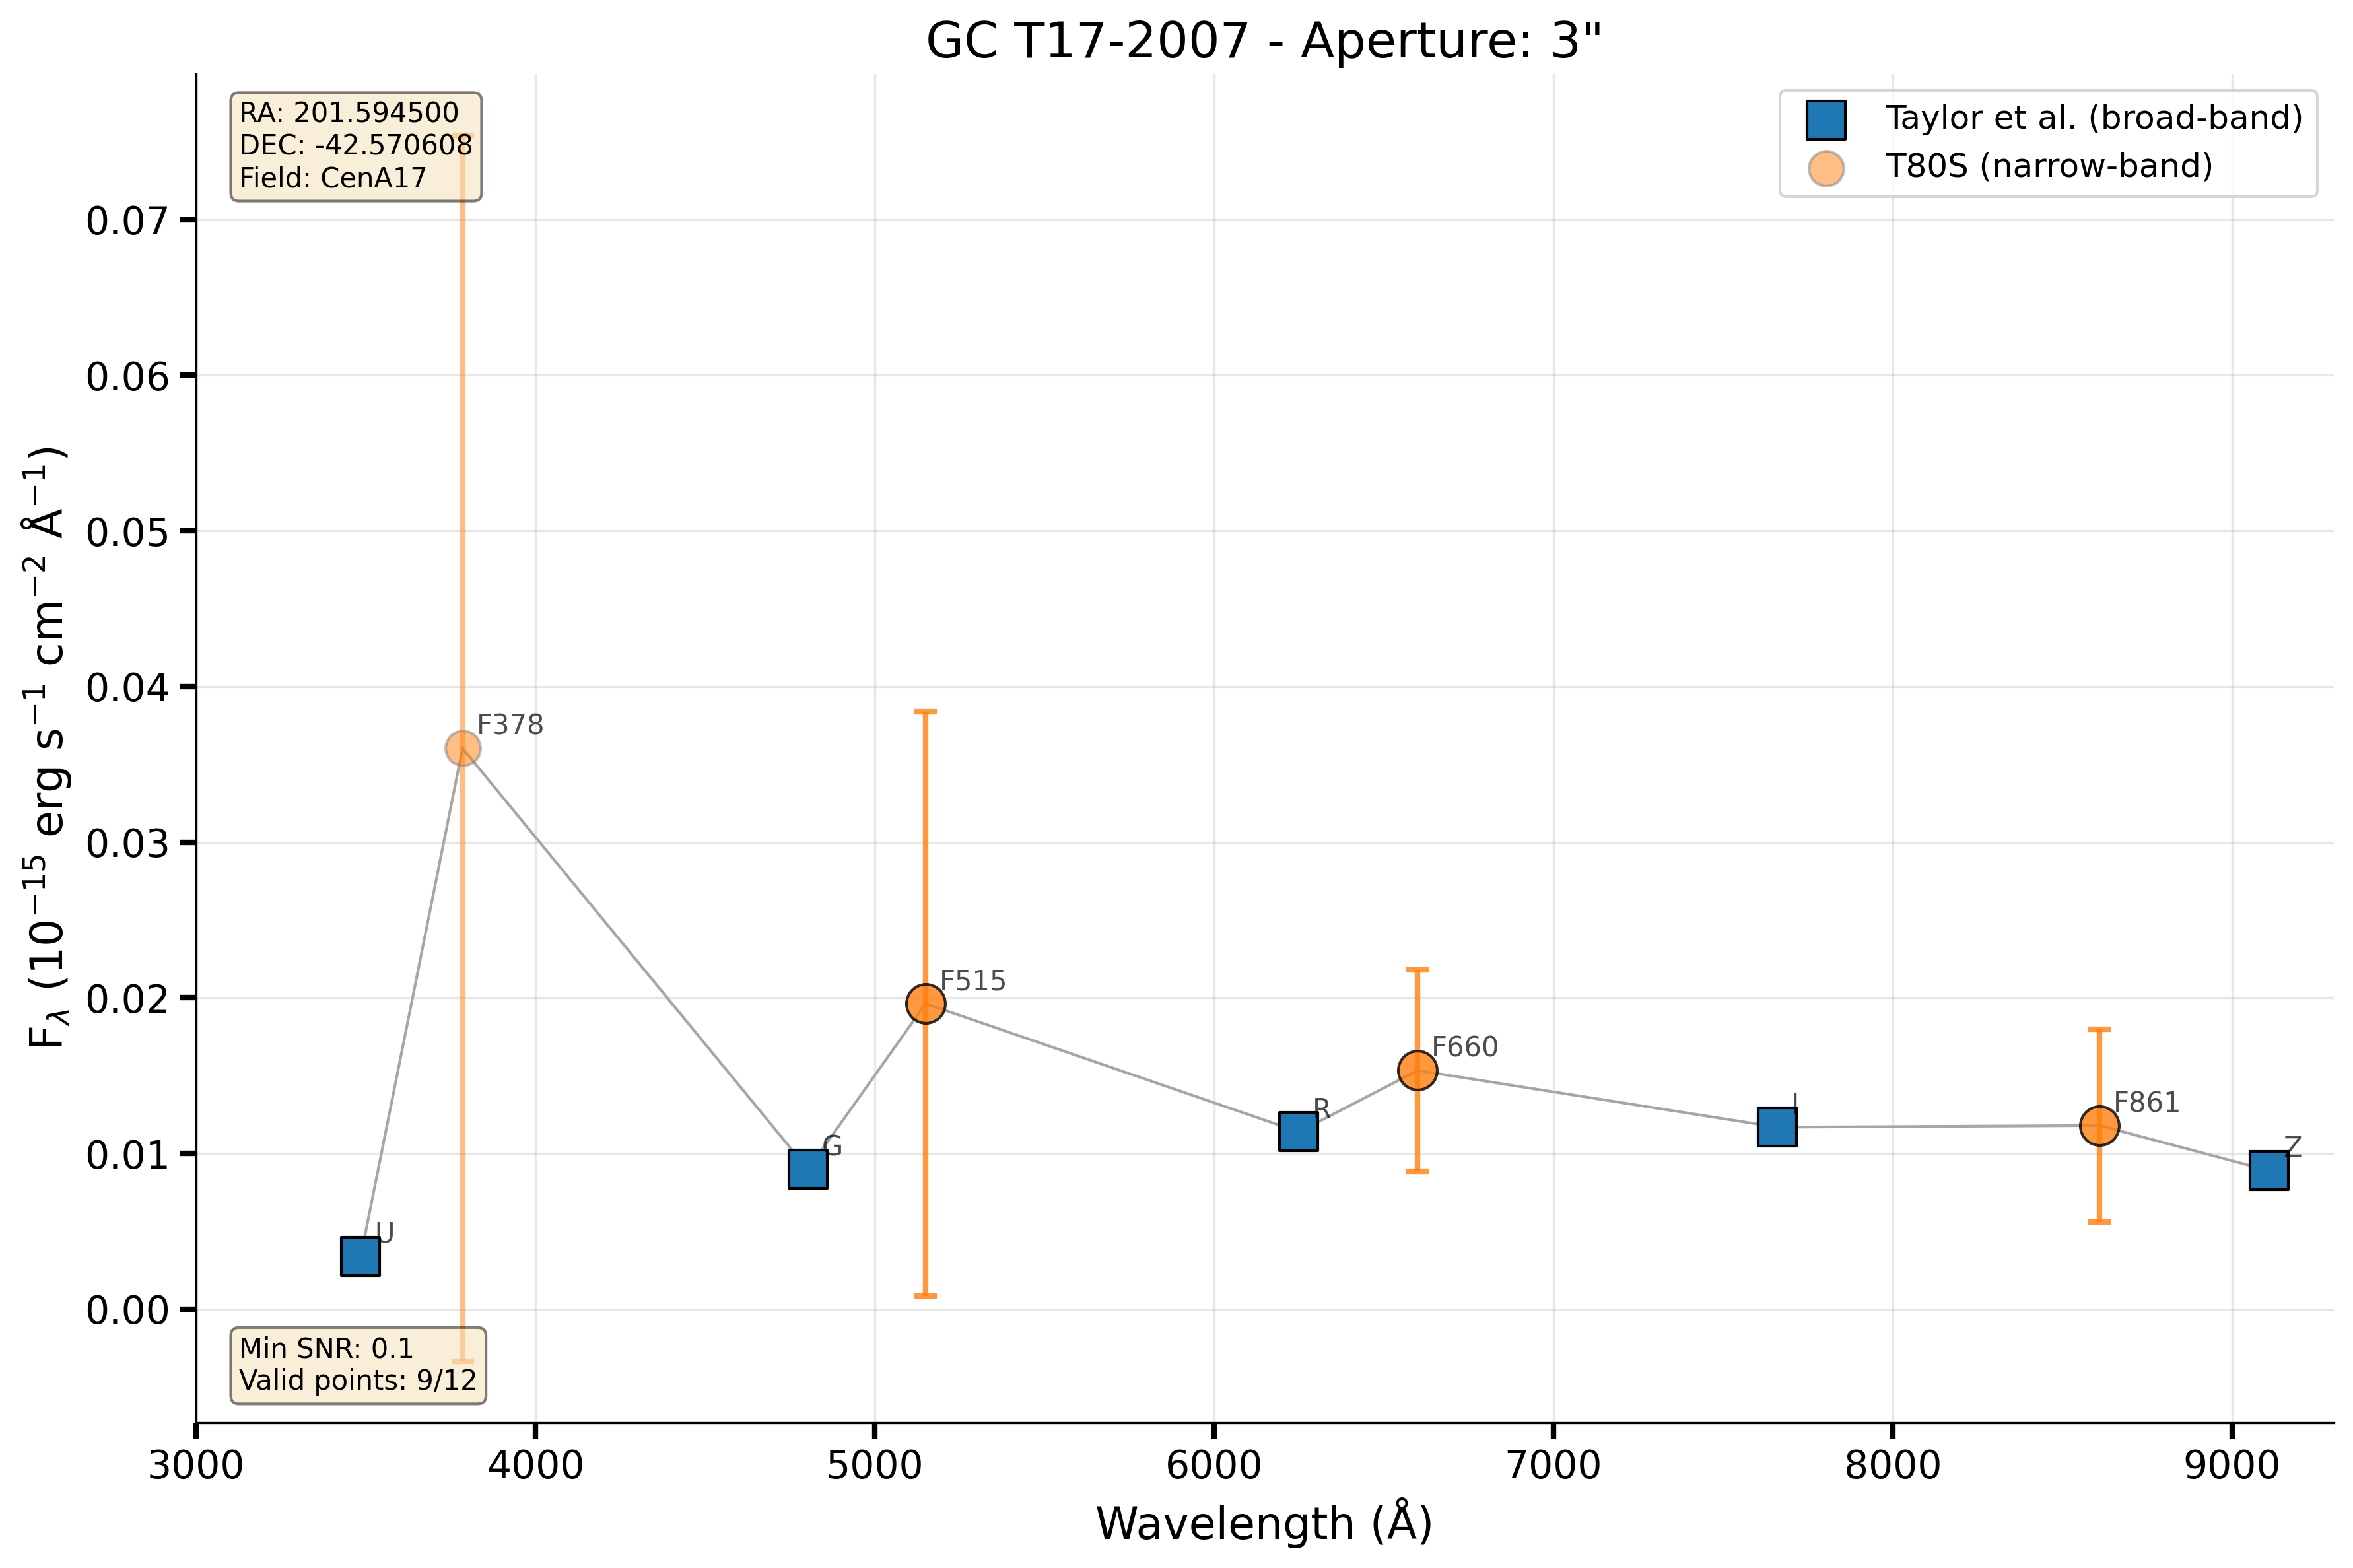 GC T17-2007 - Aperture: 3"
RA: 201.594500
DEC: -42.570608
Field: CenA17
Taylor et al. (broad-band)
T80S (narrow-band)
F$_{λ}$ (10$^{−15}$ erg s$^{−1}$ cm$^{−2}$ Å$^{−1}$)
0.07
0.06
0.05
0.04
0.03
0.02
0.01
0.00
U
F378
G
F515
R
F660
I
F861
Z
Min SNR: 0.1
Valid points: 9/12
3000 4000 5000 6000 7000 8000 9000
Wavelength (Å)